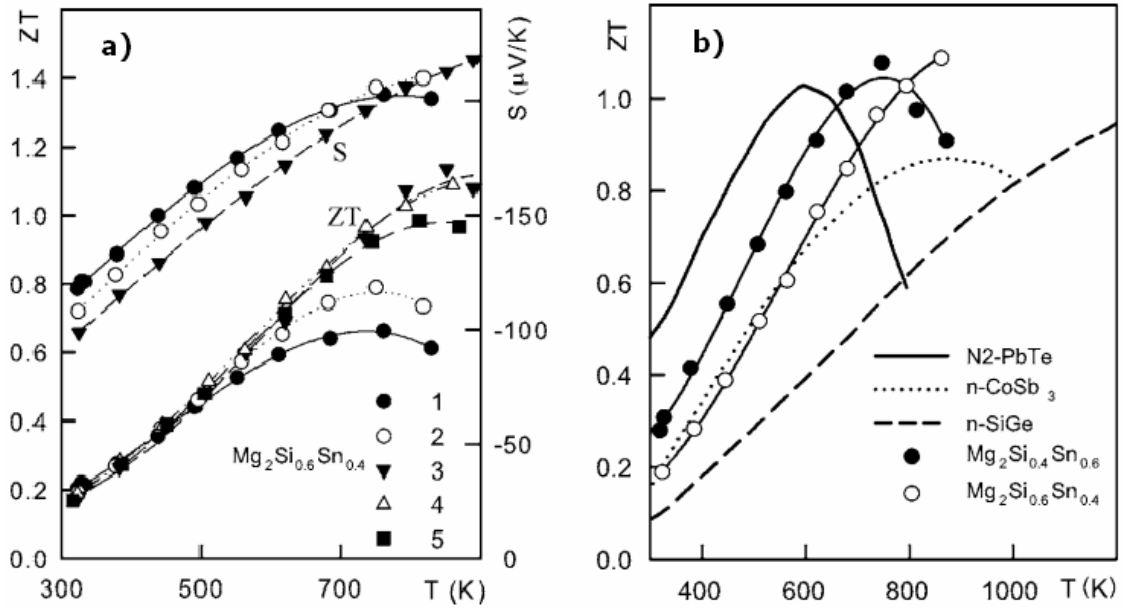 a)
ZT
1.4
1.2
1.0
0.8
0.6
0.4
0.2
0.0
300
500
700
T (K)
S (μV/K)
-150
-100
-50
0
S
ZT
Mg₂Si₀.₆Sn₀.₄
1
2
3
4
5
b)
ZT
1.0
0.8
0.6
0.4
0.2
0.0
400
600
800
1000
T (K)
N2-PbTe
n-CoSb₃
n-SiGe
Mg₂Si₀.₄Sn₀.₆
Mg₂Si₀.₆Sn₀.₄